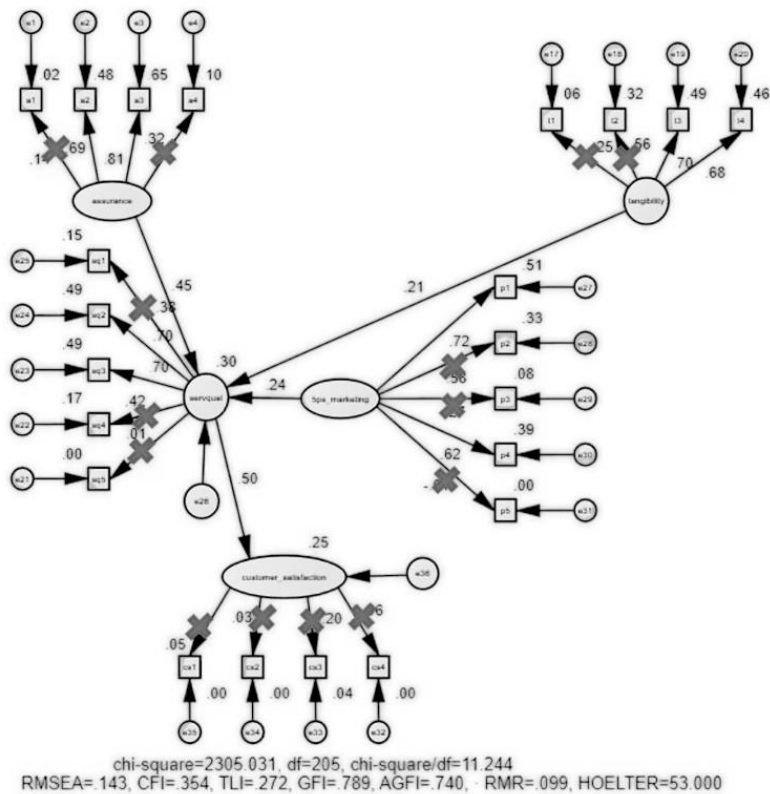 e1 e2 e3 e4
.02 .48 .65 .10
a1 a2 a3 a4
.69 .81 .32
assurance
e17 e18 e19 e20
.06 .32 .49 .46
t1 t2 t3 t4
.25 .56 .70 .68
tangibility
.45
.21
.15
e25 sq1
.38
.49
e24 sq2
.70
.49
e23 sq3
.70
.17
e22 sq4
.42
.00
e21 sq5
.01
.30
servqual
.24
5ps_marketing
e26
.51
p1 e27
.72
.33
p2 e28
.58
.08
p3 e29
.39
p4 e30
.62
.00
p5 e31
.50
.25
customer_satisfaction
e36
.05 .03 .20
cs1 cs2 cs3 cs4
.00 .00 .04 .00
e35 e34 e33 e32
chi-square=2305.031, df=205, chi-square/df=11.244
RMSEA=.143, CFI=.354, TLI=.272, GFI=.789, AGFI=.740, RMR=.099, HOELTER=53.000